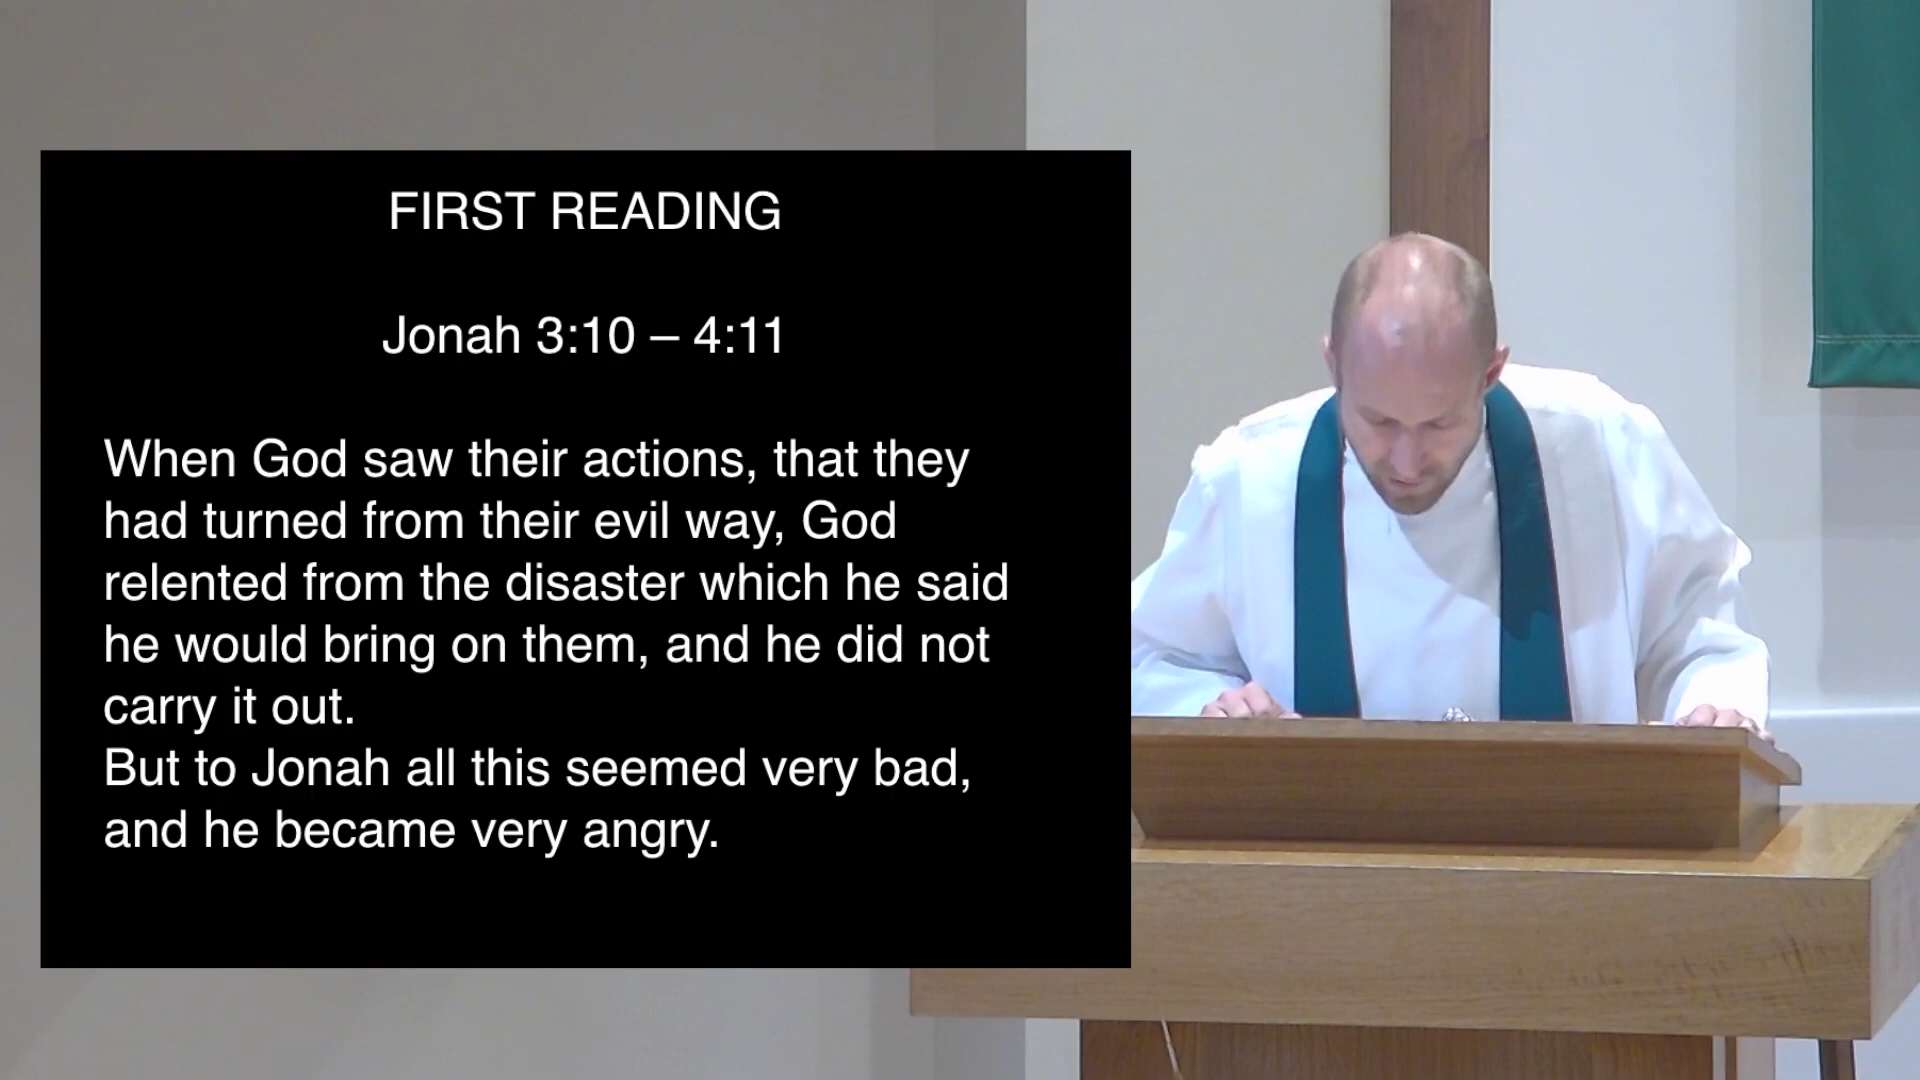 FIRST READING
Jonah 3:10 – 4:11
When God saw their actions, that they
had turned from their evil way, God
relented from the disaster which he said
he would bring on them, and he did not
carry it out.
But to Jonah all this seemed very bad,
and he became very angry.